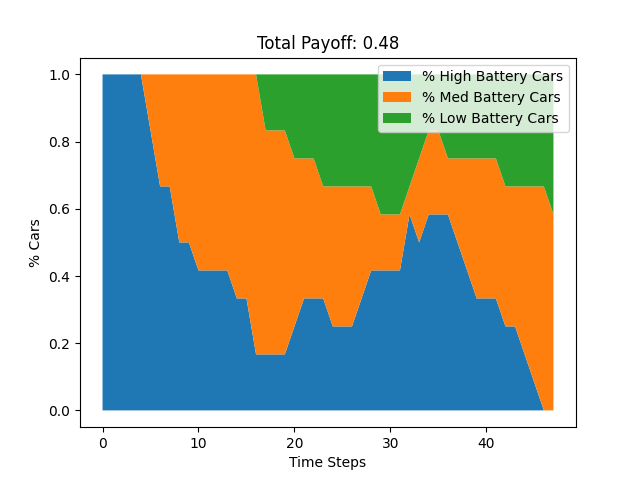 Total Payoff: 0.48
% High Battery Cars
% Med Battery Cars
% Low Battery Cars
1.0
0.8
0.6
0.4
0.2
0.0
% Cars
0 10 20 30 40
Time Steps